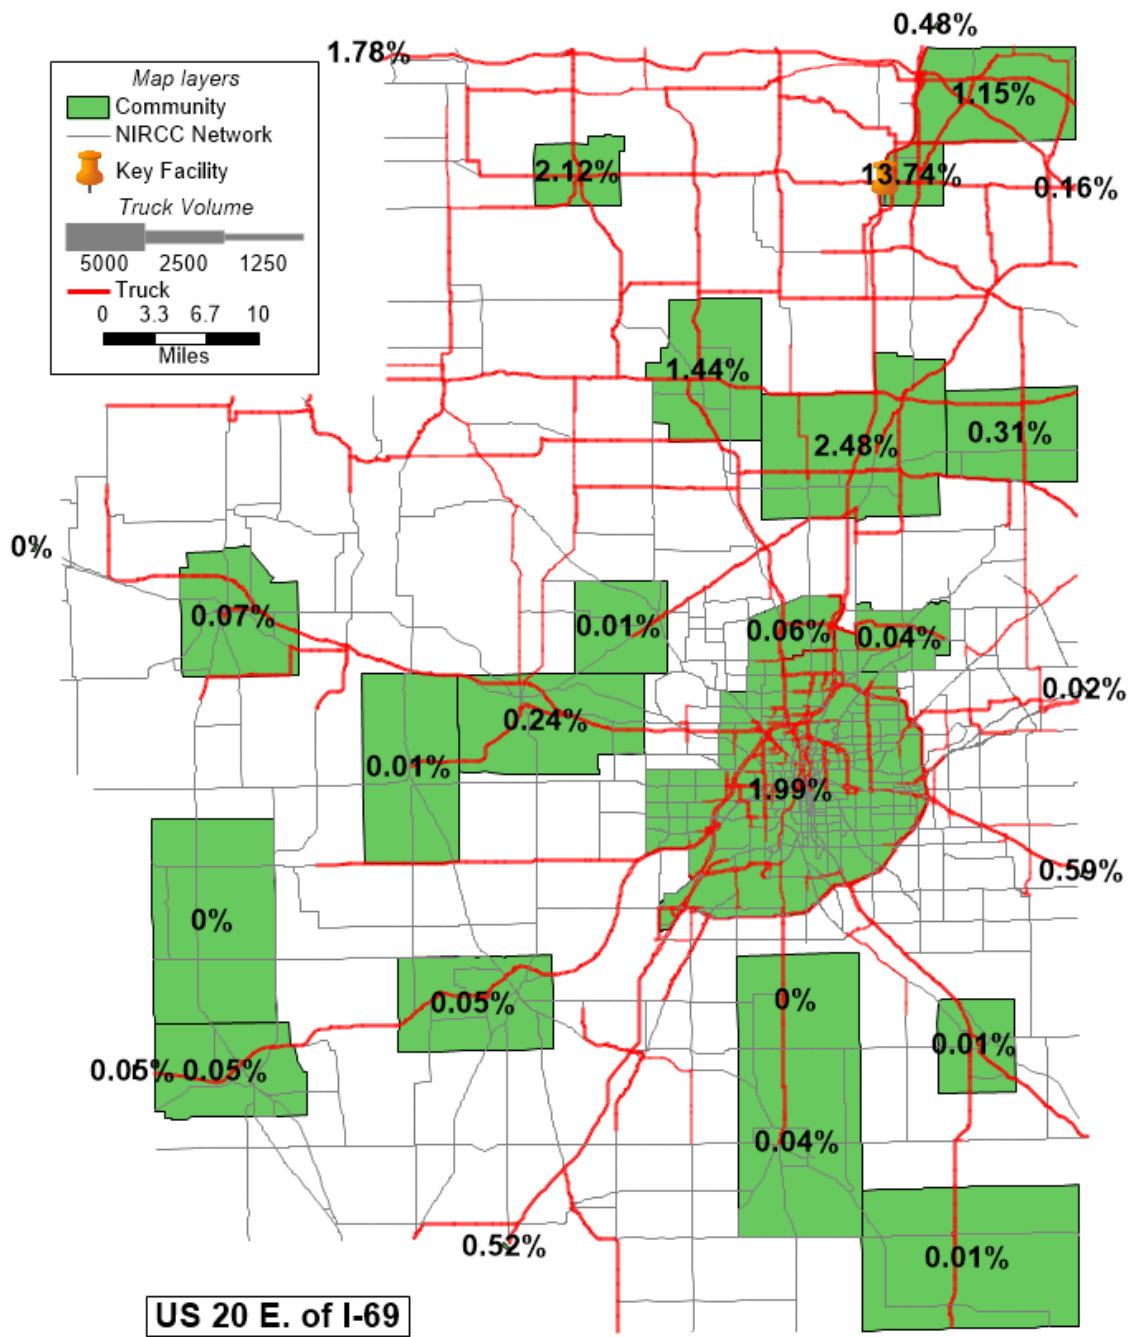 0.48%
1.78%
Map layers
Community
NIRCC Network
Key Facility
Truck Volume
5000 2500 1250
Truck
0 3.3 6.7 10
Miles
1.15%
2.12%
13.74%
0.16%
1.44%
2.48%
0.31%
0%
0.07%
0.01%
0.06%
0.04%
0.02%
0.24%
0.01%
1.99%
0.59%
0%
0.05%
0%
0.01%
0.05% 0.05%
0.04%
0.52%
0.01%
US 20 E. of I-69